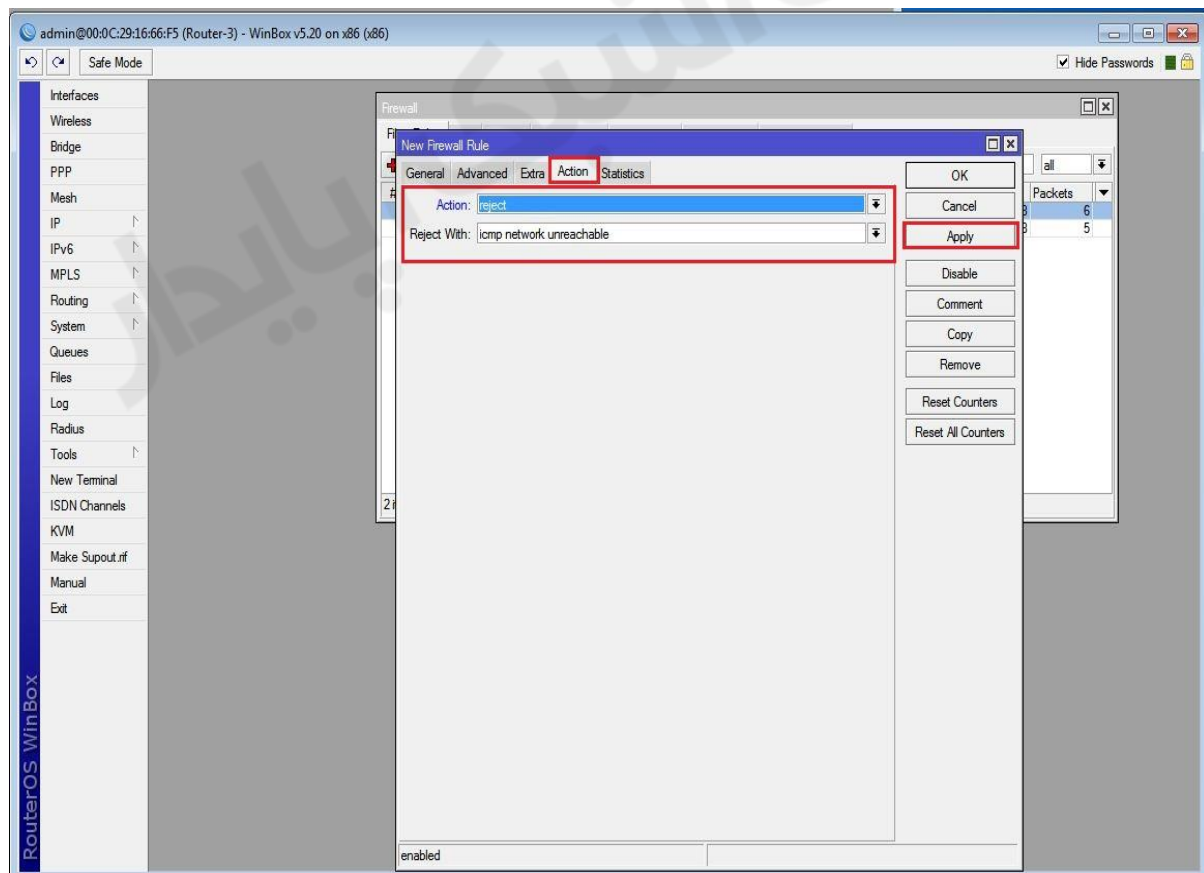 admin@00:0C:29:16:66:F5 (Router-3) - WinBox v5.20 on x86 (x86)
Safe Mode
Hide Passwords
Interfaces
Wireless
Bridge
PPP
Mesh
IP
IPv6
MPLS
Routing
System
Queues
Files
Log
Radius
Tools
New Terminal
ISDN Channels
KVM
Make Supout.rif
Manual
Exit
RouterOS WinBox
Firewall
all
#
Packets
6
5
New Firewall Rule
General Advanced Extra Action Statistics
Action: reject
Reject With: icmp network unreachable
OK
Cancel
Apply
Disable
Comment
Copy
Remove
Reset Counters
Reset All Counters
enabled
پایدار